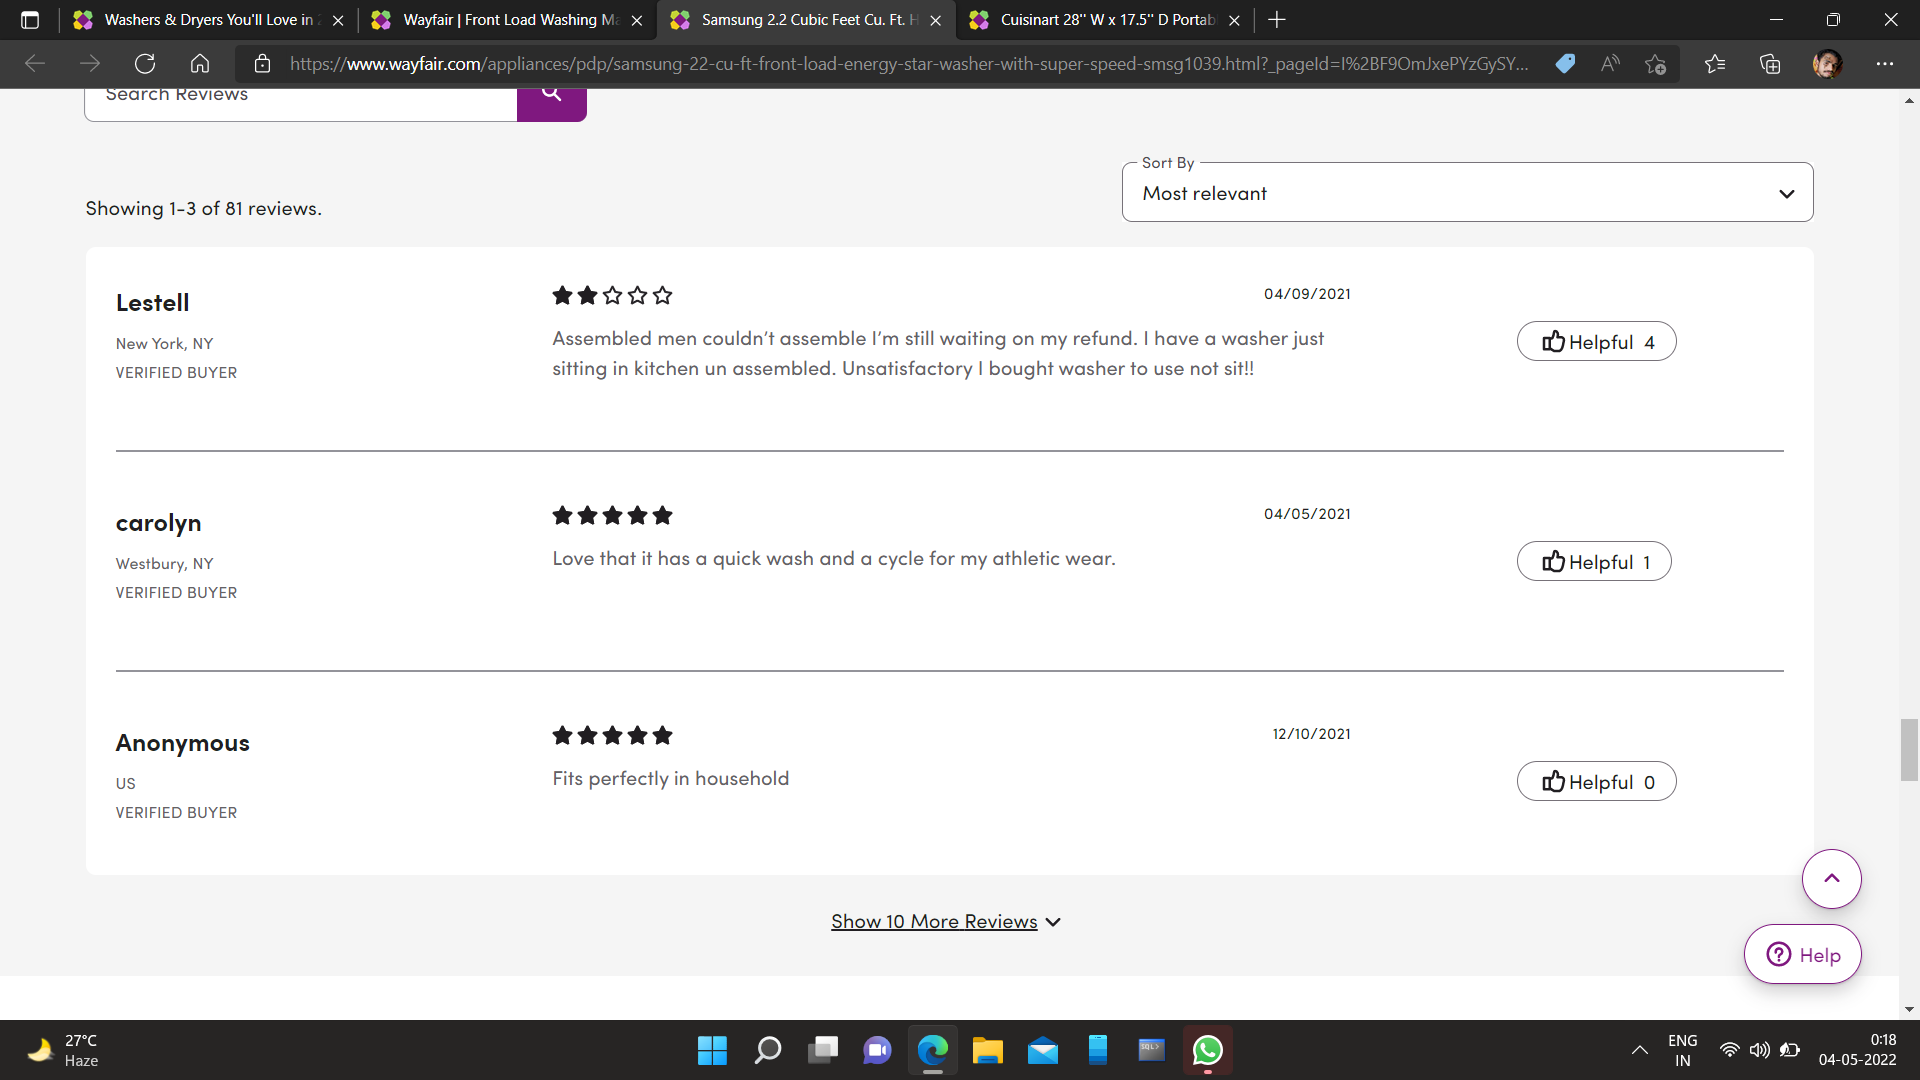 Washers & Dryers You'll Love in 2
Wayfair | Front Load Washing Ma
Samsung 2.2 Cubic Feet Cu. Ft. H
Cuisinart 28'' W x 17.5'' D Portab
https://www.wayfair.com/appliances/pdp/samsung-22-cu-ft-front-load-energy-star-washer-with-super-speed-smsg1039.html?_pageId=I%2BF9OmJxePYzGySY...
Search Reviews
Sort By
Most relevant
Showing 1-3 of 81 reviews.
Lestell
04/09/2021
New York, NY
VERIFIED BUYER
Assembled men couldn't assemble I'm still waiting on my refund. I have a washer just
sitting in kitchen un assembled. Unsatisfactory I bought washer to use not sit!!
Helpful 4
carolyn
04/05/2021
Westbury, NY
VERIFIED BUYER
Love that it has a quick wash and a cycle for my athletic wear.
Helpful 1
Anonymous
12/10/2021
US
VERIFIED BUYER
Fits perfectly in household
Helpful 0
Show 10 More Reviews
Help
27°C
Haze
SQL>
ENG
IN
0:18
04-05-2022